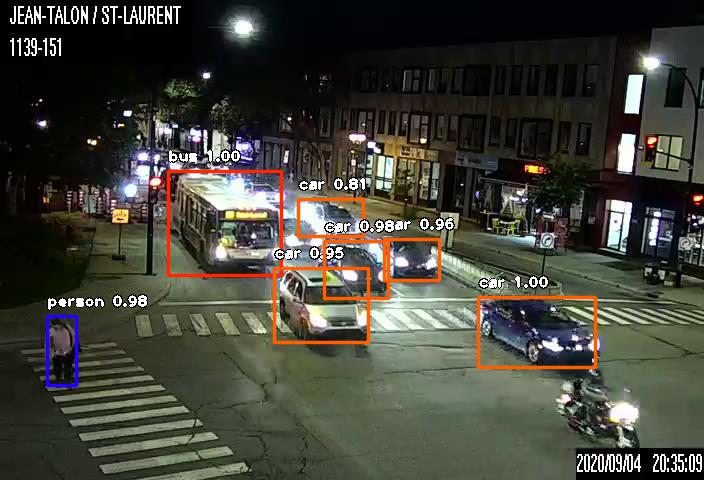 JEAN-TALON / ST-LAURENT
1139-151
bus 1.00
car 0.81
car 0.98
car 0.96
car 0.95
car 1.00
person 0.98
2020/09/04 20:35:09